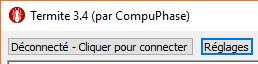 Termite 3.4 (par CompuPhase)
Déconnecté - Cliquer pour connecter Réglages